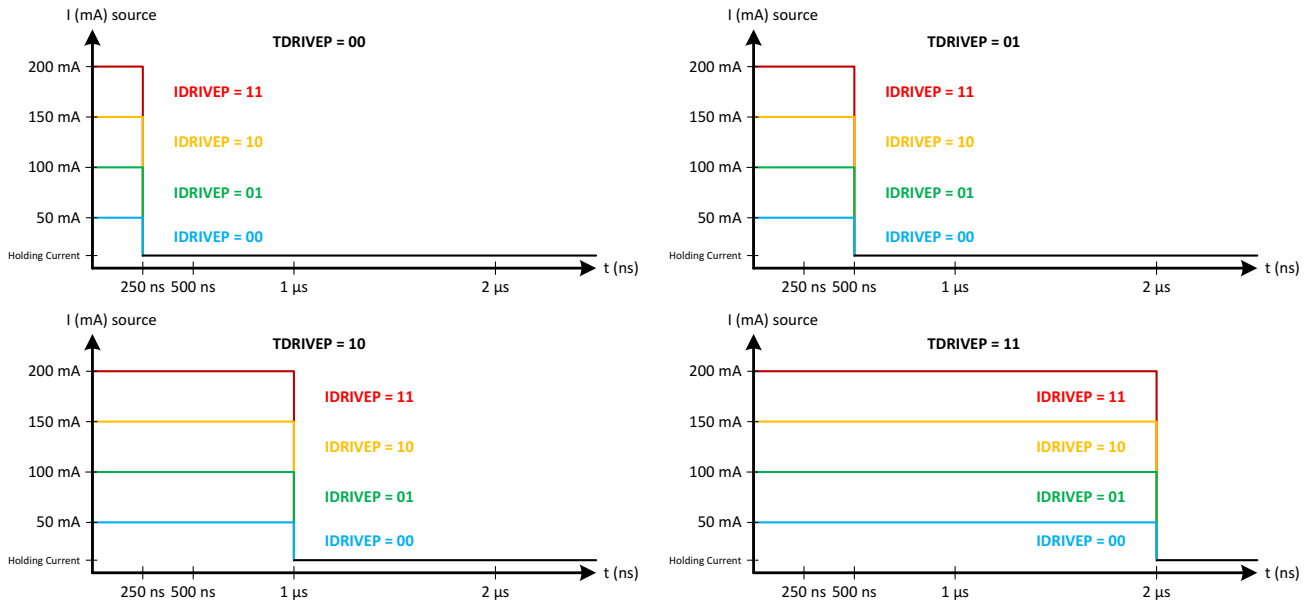 I (mA) source
TDRIVEP = 00
200 mA
IDRIVEP = 11
150 mA
IDRIVEP = 10
100 mA
IDRIVEP = 01
50 mA
IDRIVEP = 00
Holding Current
t (ns)
250 ns 500 ns 1 µs 2 µs
I (mA) source
TDRIVEP = 01
200 mA
IDRIVEP = 11
150 mA
IDRIVEP = 10
100 mA
IDRIVEP = 01
50 mA
IDRIVEP = 00
Holding Current
t (ns)
250 ns 500 ns 1 µs 2 µs
I (mA) source
TDRIVEP = 10
200 mA
IDRIVEP = 11
150 mA
IDRIVEP = 10
100 mA
IDRIVEP = 01
50 mA
IDRIVEP = 00
Holding Current
t (ns)
250 ns 500 ns 1 µs 2 µs
I (mA) source
TDRIVEP = 11
200 mA
IDRIVEP = 11
150 mA
IDRIVEP = 10
100 mA
IDRIVEP = 01
50 mA
IDRIVEP = 00
Holding Current
t (ns)
250 ns 500 ns 1 µs 2 µs